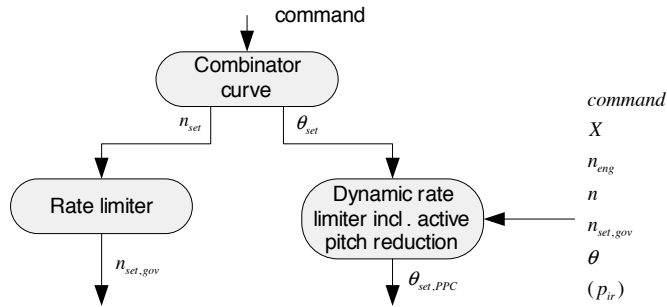 command
Combinator
curve
n_set
θ_set
command
X
n_eng
Rate limiter
Dynamic rate
limiter incl . active
pitch reduction
n
n_set,gov
n_set,gov
θ
θ_set,PPC
(p_ir)